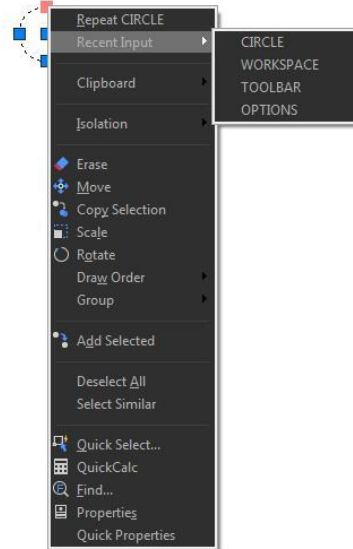 Repeat CIRCLE
Recent Input
CIRCLE
WORKSPACE
TOOLBAR
OPTIONS
Clipboard
Isolation
Erase
Move
Copy Selection
Scale
Rotate
Draw Order
Group
Add Selected
Deselect All
Select Similar
Quick Select...
QuickCalc
Find...
Properties
Quick Properties